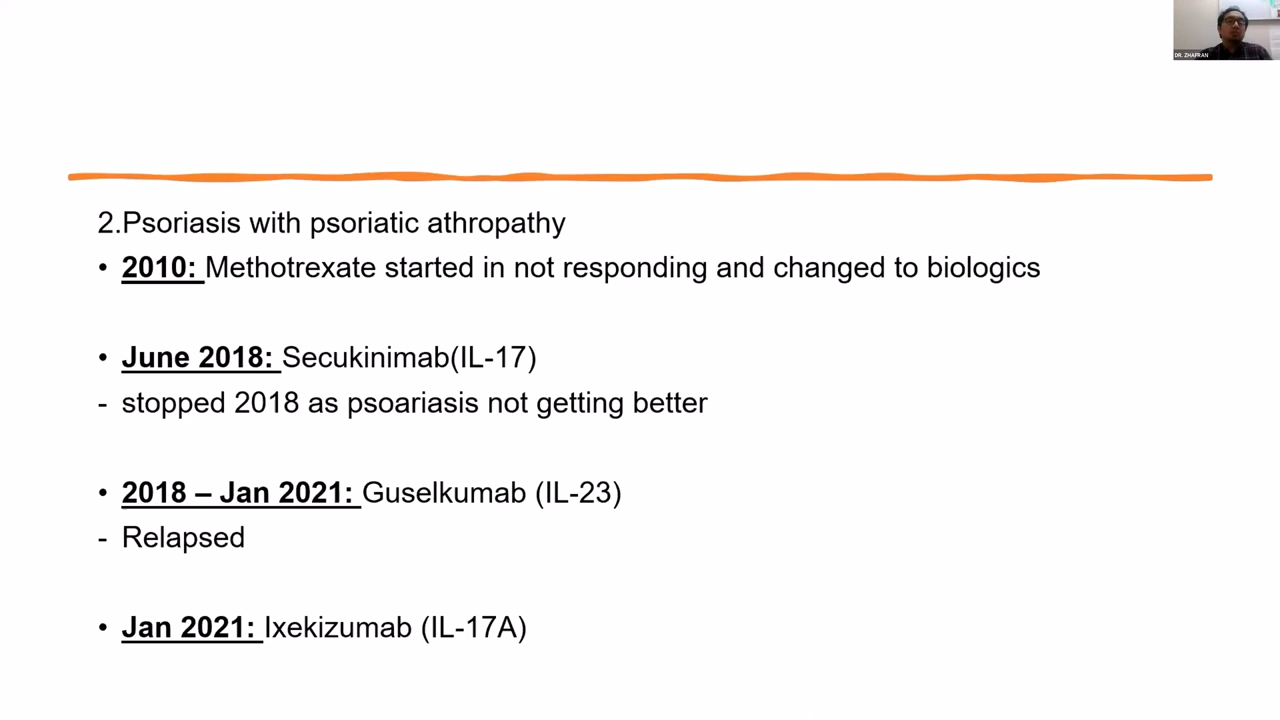 DR. ZHAFRAN
2.Psoriasis with psoriatic athropathy
• 2010: Methotrexate started in not responding and changed to biologics
• June 2018: Secukinimab(IL-17)
- stopped 2018 as psoariasis not getting better
• 2018 – Jan 2021: Guselkumab (IL-23)
- Relapsed
• Jan 2021: Ixekizumab (IL-17A)